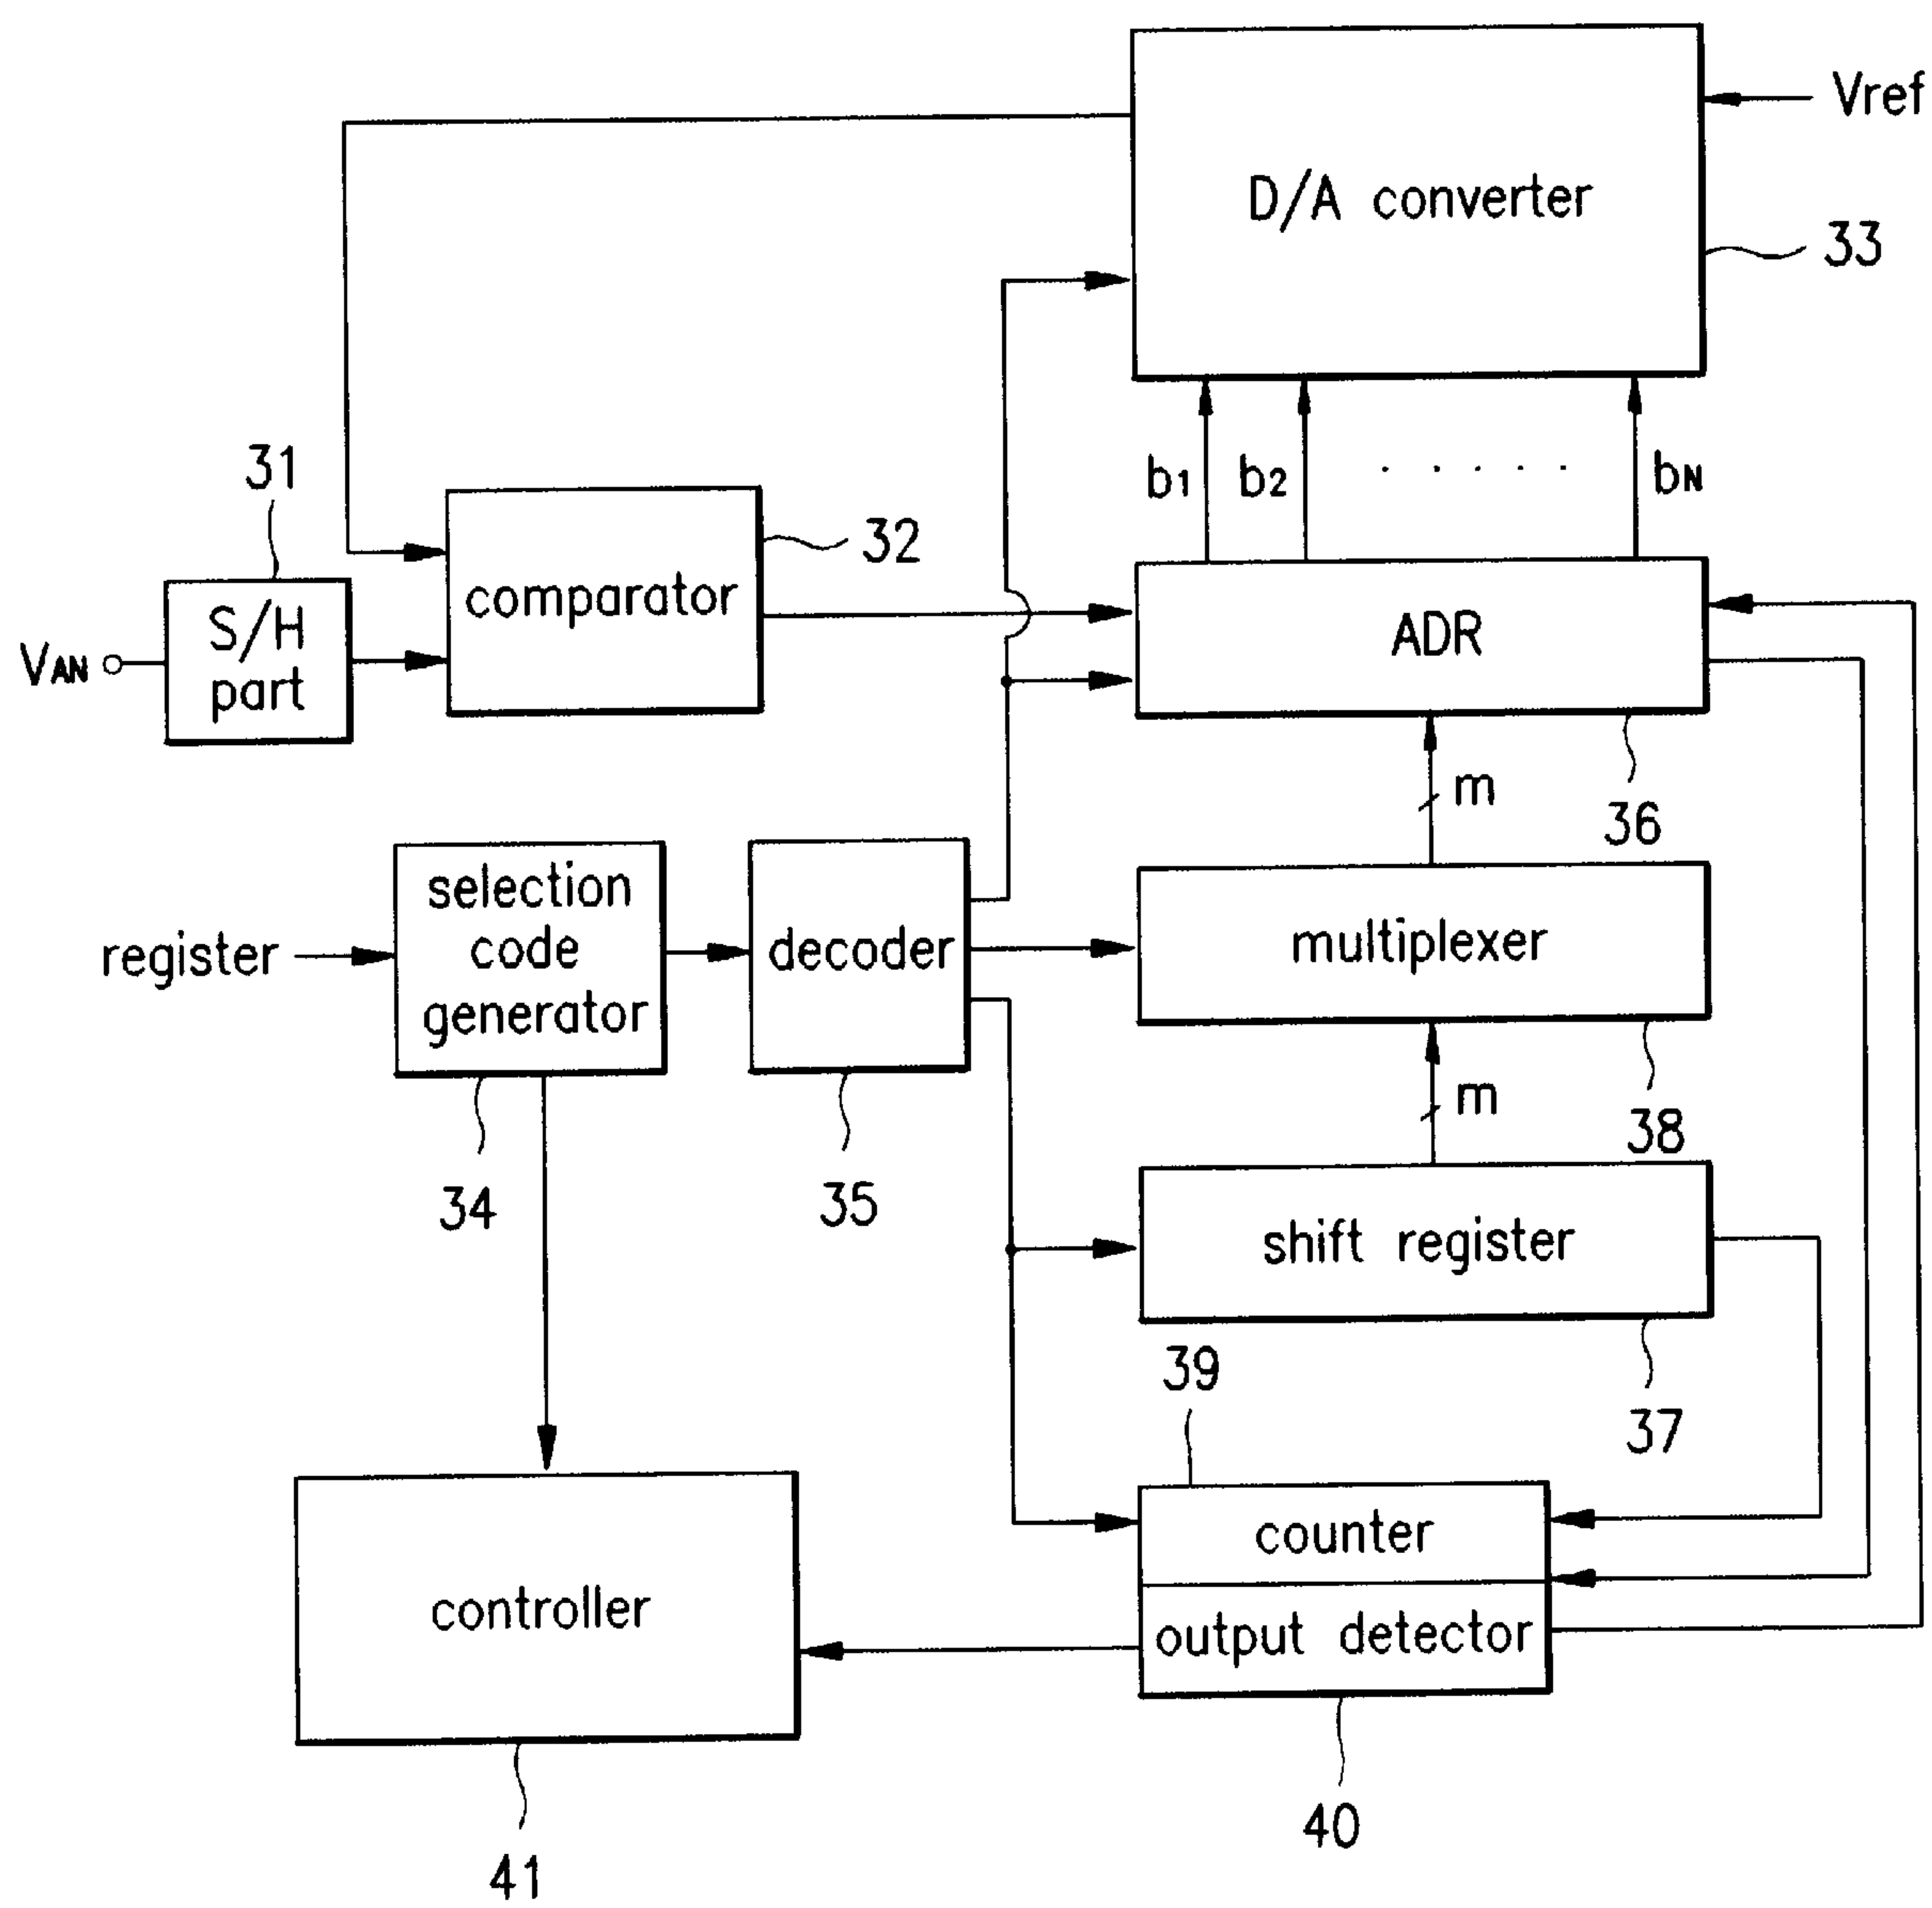 Vref
D/A converter
33
31
b1
b2
. . . . .
bN
32
comparator
S/H
part
VAN
ADR
m
36
selection
code
generator
register
decoder
multiplexer
m
38
34
35
shift register
39
37
counter
controller
output detector
40
41